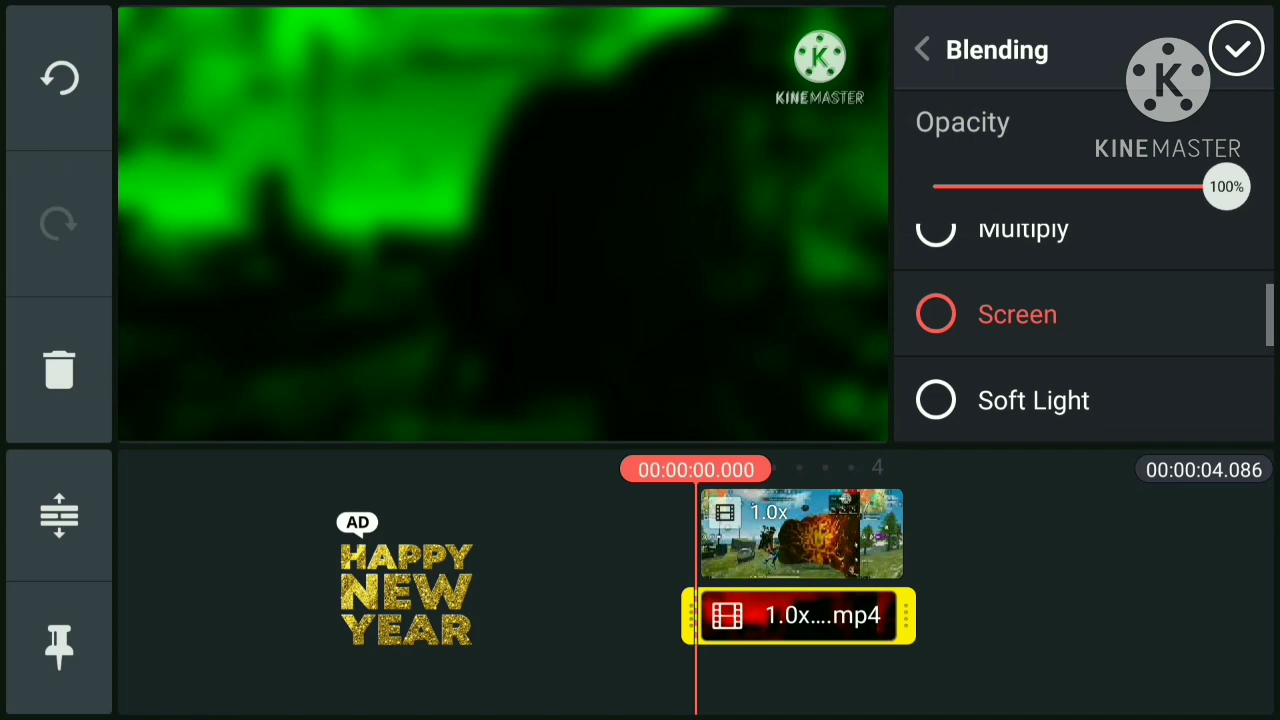 K
KINEMASTER
Blending
K
KINEMASTER
Opacity
100%
Multiply
Screen
Soft Light
00:00:00.000
4
00:00:04.086
AD
HAPPY
NEW
YEAR
1.0x
1.0x....mp4